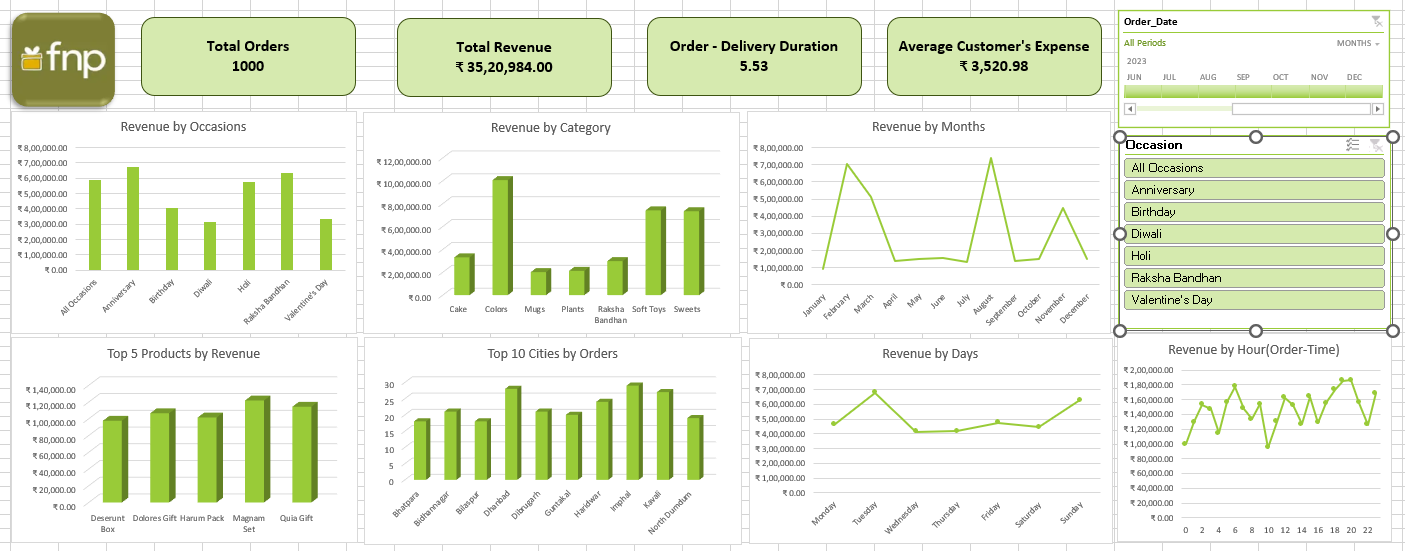 fnp
Total Orders
1000
Total Revenue
₹ 35,20,984.00
Order - Delivery Duration
5.53
Average Customer's Expense
₹ 3,520.98
Order_Date
All Periods
MONTHS
2023
JUN JUL AUG SEP OCT NOV DEC
Revenue by Occasions
₹ 8,00,000.00
₹ 7,00,000.00
₹ 6,00,000.00
₹ 5,00,000.00
₹ 4,00,000.00
₹ 3,00,000.00
₹ 2,00,000.00
₹ 1,00,000.00
₹ 0.00
All Occasions
Anniversary
Birthday
Diwali
Holi
Raksha Bandhan
Valentine's Day
Revenue by Category
₹ 12,00,000.00
₹ 10,00,000.00
₹ 8,00,000.00
₹ 6,00,000.00
₹ 4,00,000.00
₹ 2,00,000.00
₹ 0.00
Cake Colors Mugs Plants Raksha Soft Toys Sweets
Bandhan
Revenue by Months
₹ 8,00,000.00
₹ 7,00,000.00
₹ 6,00,000.00
₹ 5,00,000.00
₹ 4,00,000.00
₹ 3,00,000.00
₹ 2,00,000.00
₹ 1,00,000.00
₹ 0.00
January
February
March
April
May
June
July
August
September
October
November
December
Occasion
All Occasions
Anniversary
Birthday
Diwali
Holi
Raksha Bandhan
Valentine's Day
Top 5 Products by Revenue
₹ 1,40,000.00
₹ 1,20,000.00
₹ 1,00,000.00
₹ 80,000.00
₹ 60,000.00
₹ 40,000.00
₹ 20,000.00
₹ 0.00
Deserunt Dolores Gift Harum Pack Magnam Quia Gift
Box Set
Top 10 Cities by Orders
30
25
20
15
10
5
0
Bhatpara
Bidhannagar
Bilaspur
Dhanbad
Dibrugarh
Guntakal
Haridwar
Imphal
Kavali
North Dumdum
Revenue by Days
₹ 8,00,000.00
₹ 7,00,000.00
₹ 6,00,000.00
₹ 5,00,000.00
₹ 4,00,000.00
₹ 3,00,000.00
₹ 2,00,000.00
₹ 1,00,000.00
₹ 0.00
Monday
Tuesday
Wednesday
Thursday
Friday
Saturday
Sunday
Revenue by Hour(Order-Time)
₹ 2,00,000.00
₹ 1,80,000.00
₹ 1,60,000.00
₹ 1,40,000.00
₹ 1,20,000.00
₹ 1,00,000.00
₹ 80,000.00
₹ 60,000.00
₹ 40,000.00
₹ 20,000.00
₹ 0.00
0 2 4 6 8 10 12 14 16 18 20 22